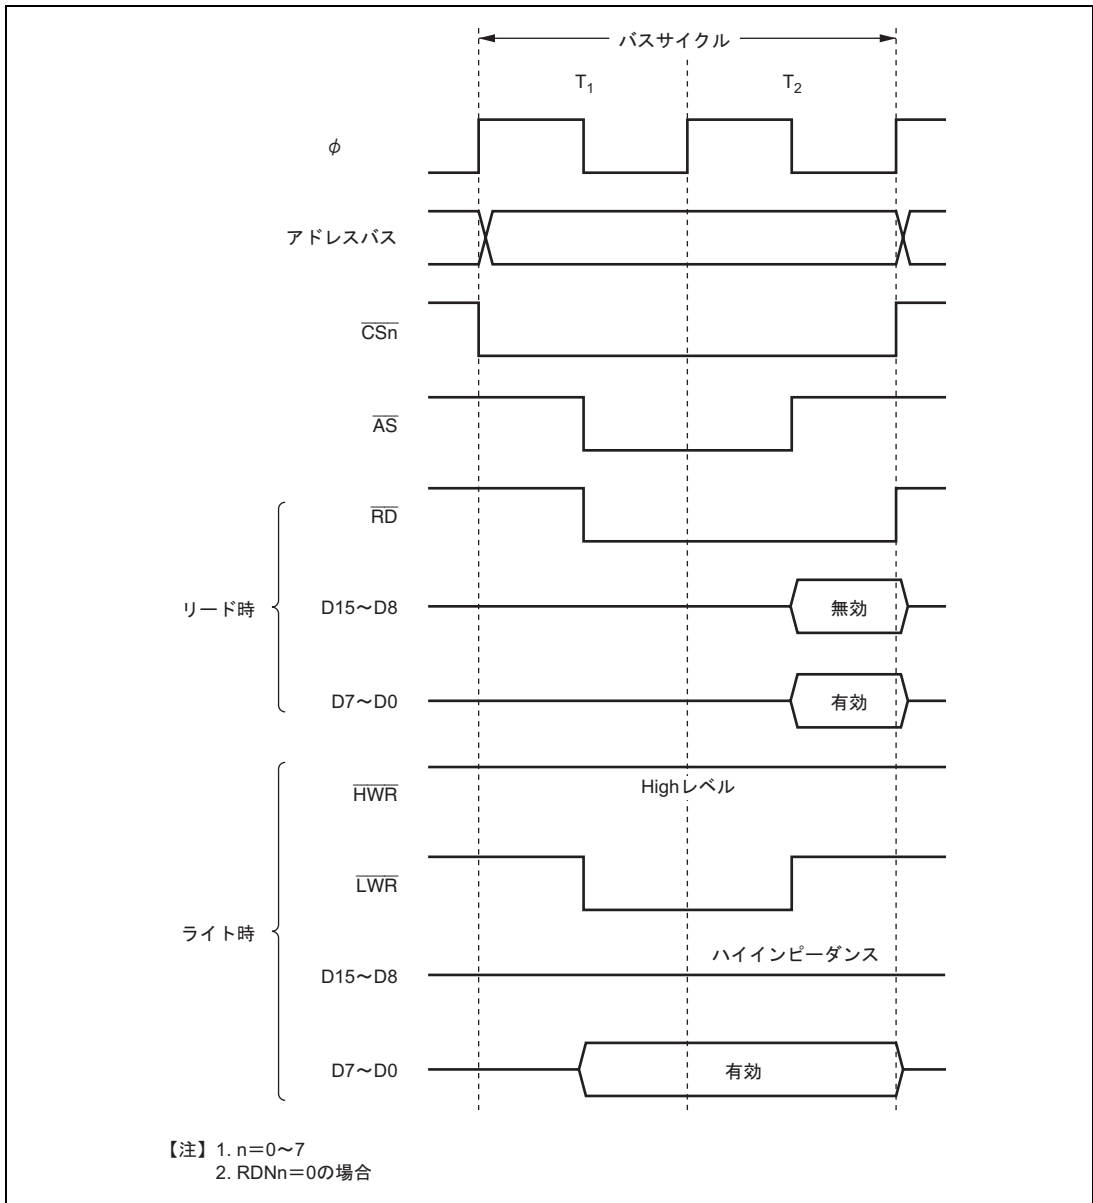 バスサイクル
T1 T2
φ
アドレスバス
CSn
AS
RD
リード時 D15〜D8 無効
D7〜D0 有効
HWR Highレベル
LWR
ライト時
ハイインピーダンス
D15〜D8
D7〜D0 有効
【注】 1. n＝0〜7
2. RDNn＝0の場合